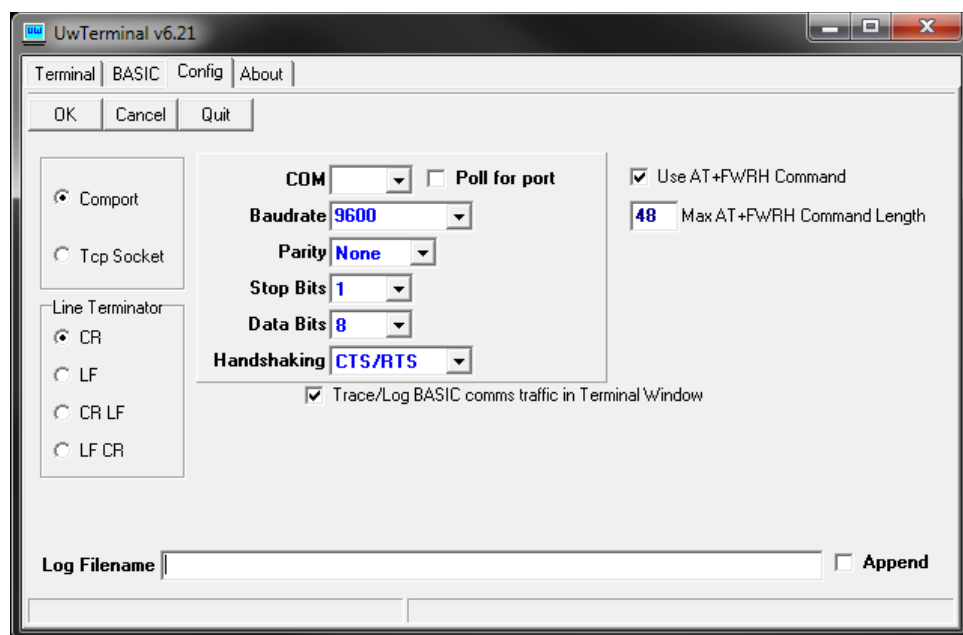 UwTerminal v6.21
Terminal BASIC Config About
OK Cancel Quit
Comport
Tcp Socket
Line Terminator
CR
LF
CR LF
LF CR
COM Poll for port
Baudrate 9600
Parity None
Stop Bits 1
Data Bits 8
Handshaking CTS/RTS
Use AT+FWRH Command
48 Max AT+FWRH Command Length
Trace/Log BASIC comms traffic in Terminal Window
Log Filename Append